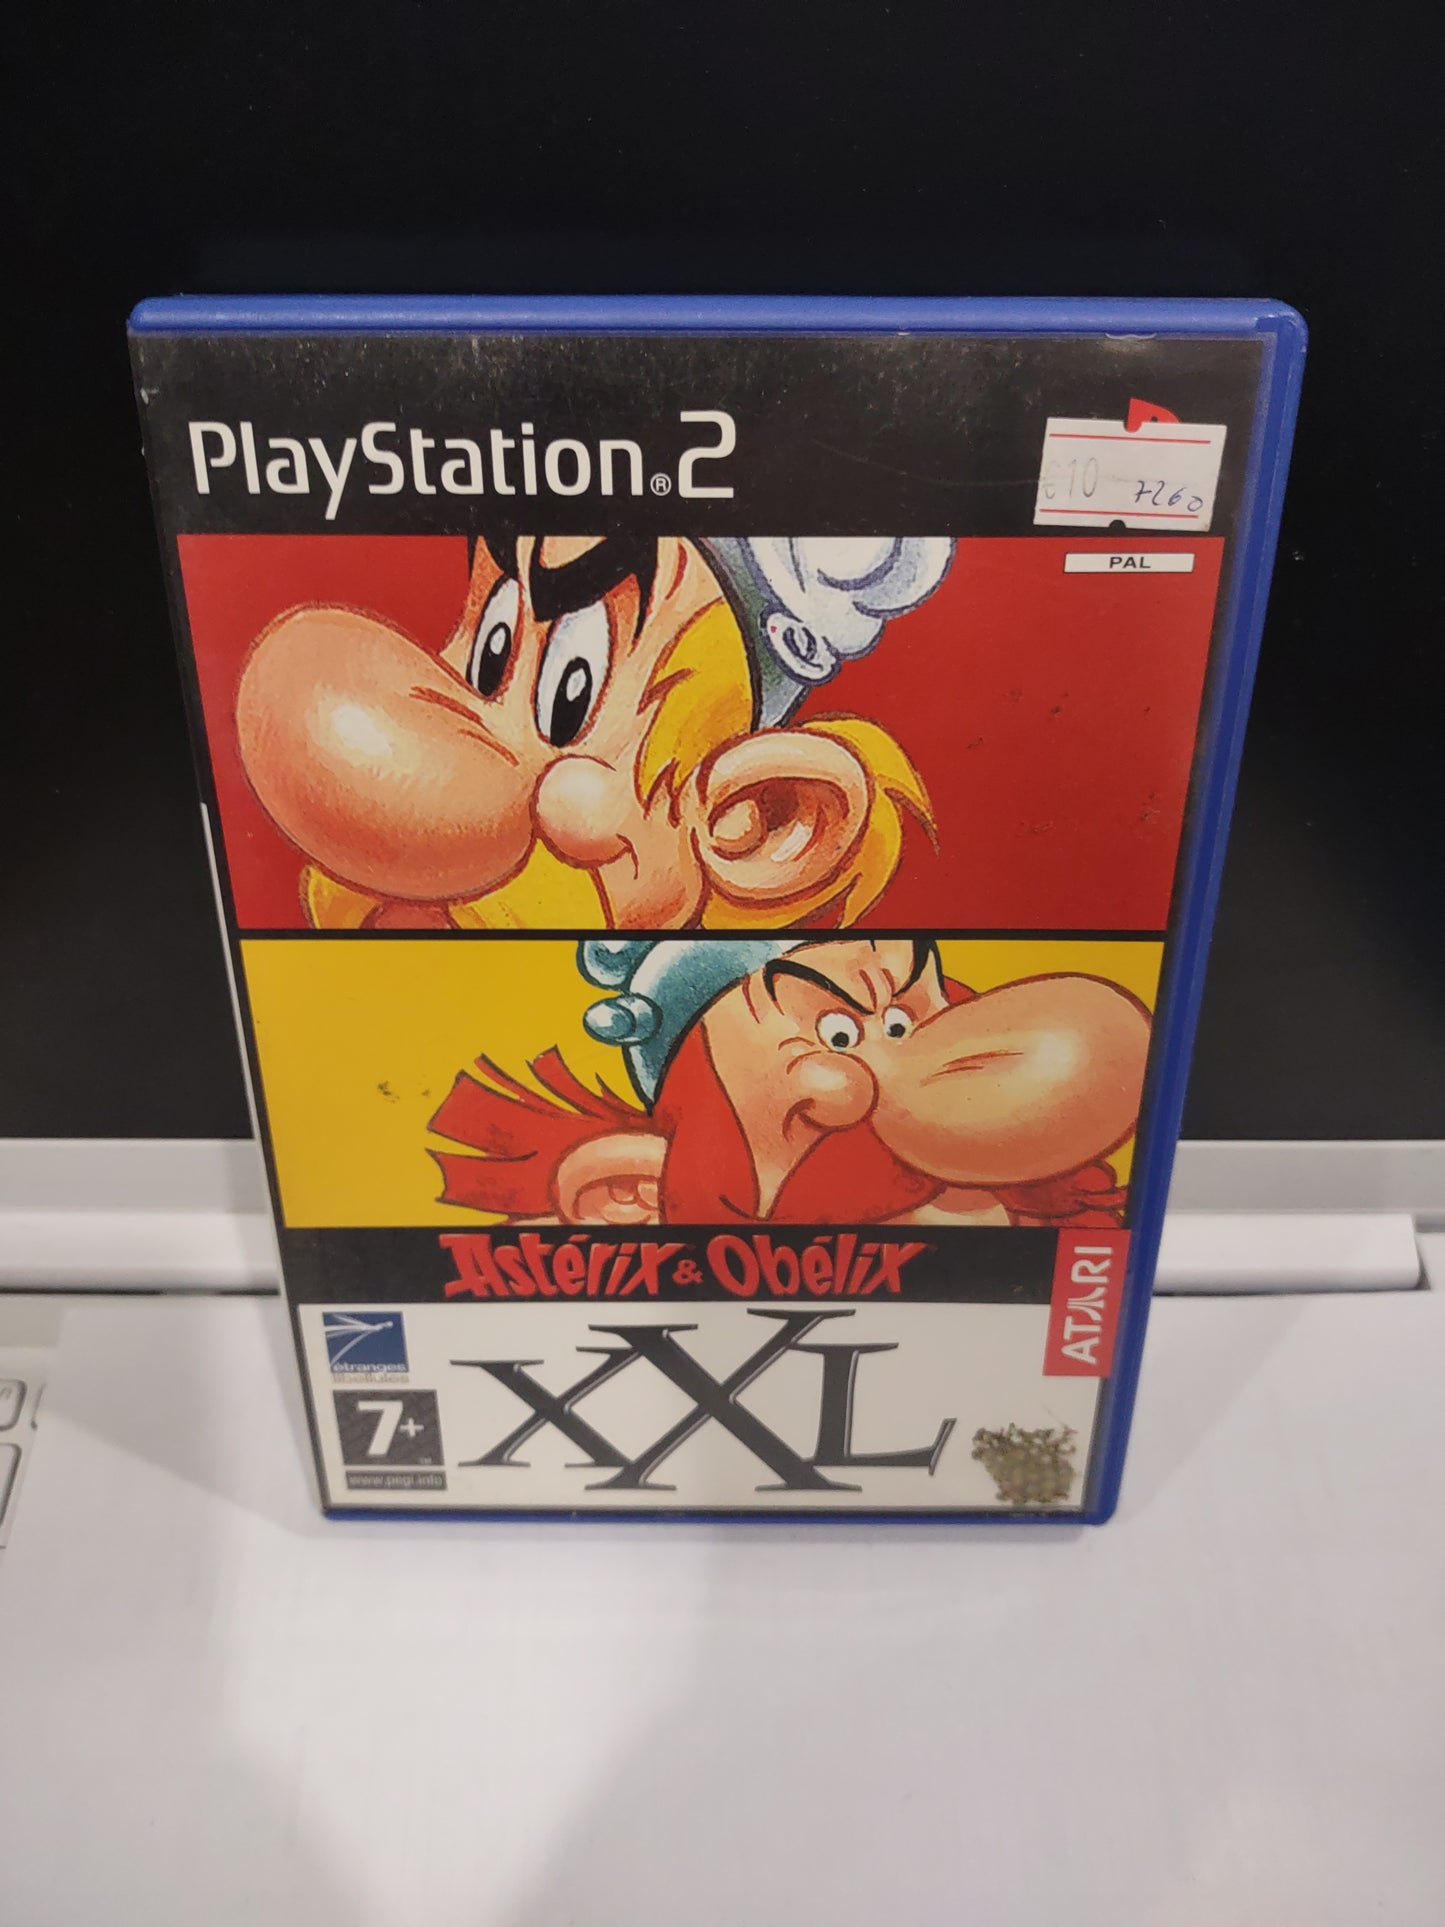 PlayStation®2
€10 7260
PAL
Astérix & Obélix
XXL
ATARI
étranges
libellules
7+
www.pegi.info